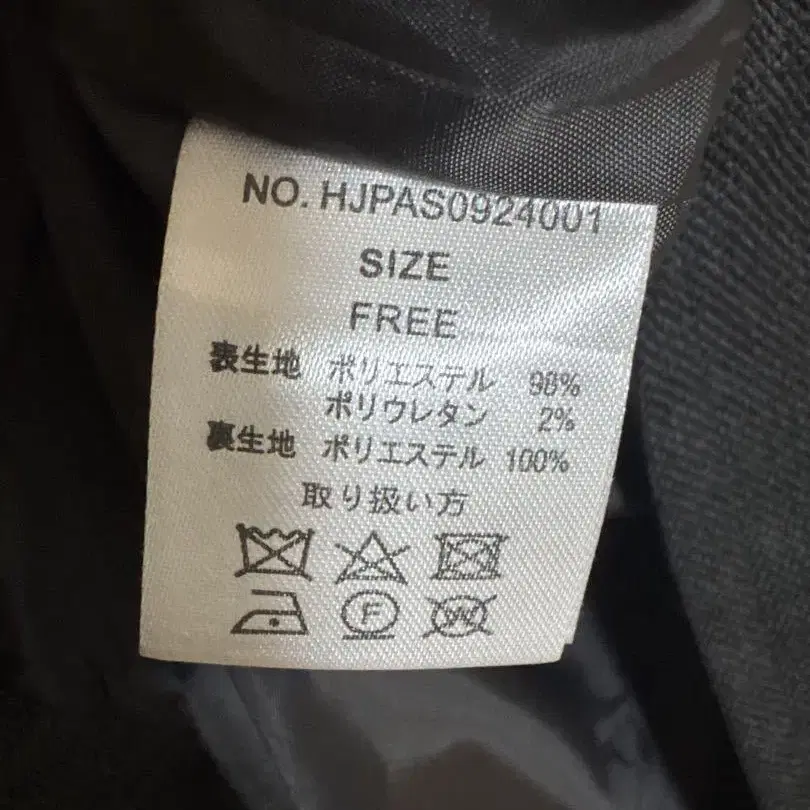 NO. HJPAS0924001
SIZE
FREE
表生地 ポリエステル 98%
ポリウレタン 2%
裏生地 ポリエステル 100%
取り扱い方
F
W